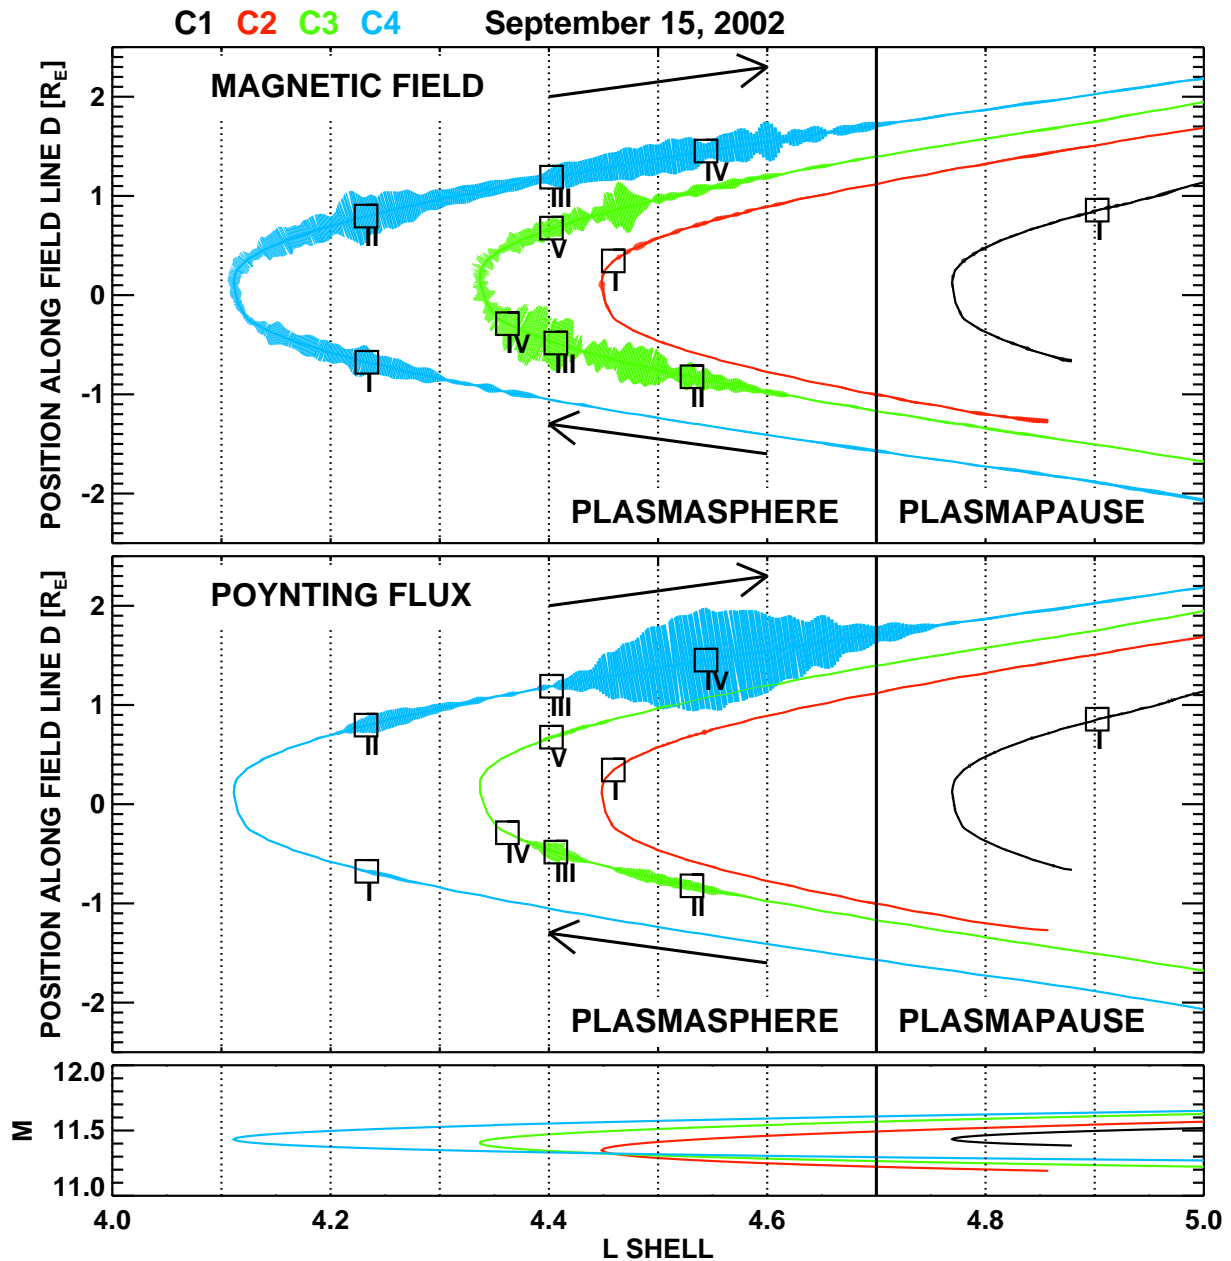 C1 C2 C3 C4 September 15, 2002
POSITION ALONG FIELD LINE D [RE]
MAGNETIC FIELD
2
1
0
-1
-2
II
III
IV
V
I
I
IV
III
II
I
PLASMASPHERE PLASMAPAUSE
POSITION ALONG FIELD LINE D [RE]
POYNTING FLUX
2
1
0
-1
-2
II
III
IV
V
I
I
IV
III
II
I
PLASMASPHERE PLASMAPAUSE
M
12.0
11.5
11.0
4.0 4.2 4.4 4.6 4.8 5.0
L SHELL